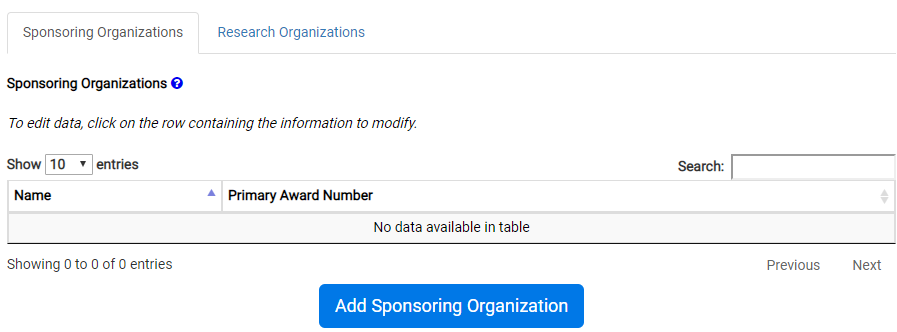 Sponsoring Organizations Research Organizations
Sponsoring Organizations ?
To edit data, click on the row containing the information to modify.
Show 10 entries Search:
Name Primary Award Number
No data available in table
Showing 0 to 0 of 0 entries Previous Next
Add Sponsoring Organization